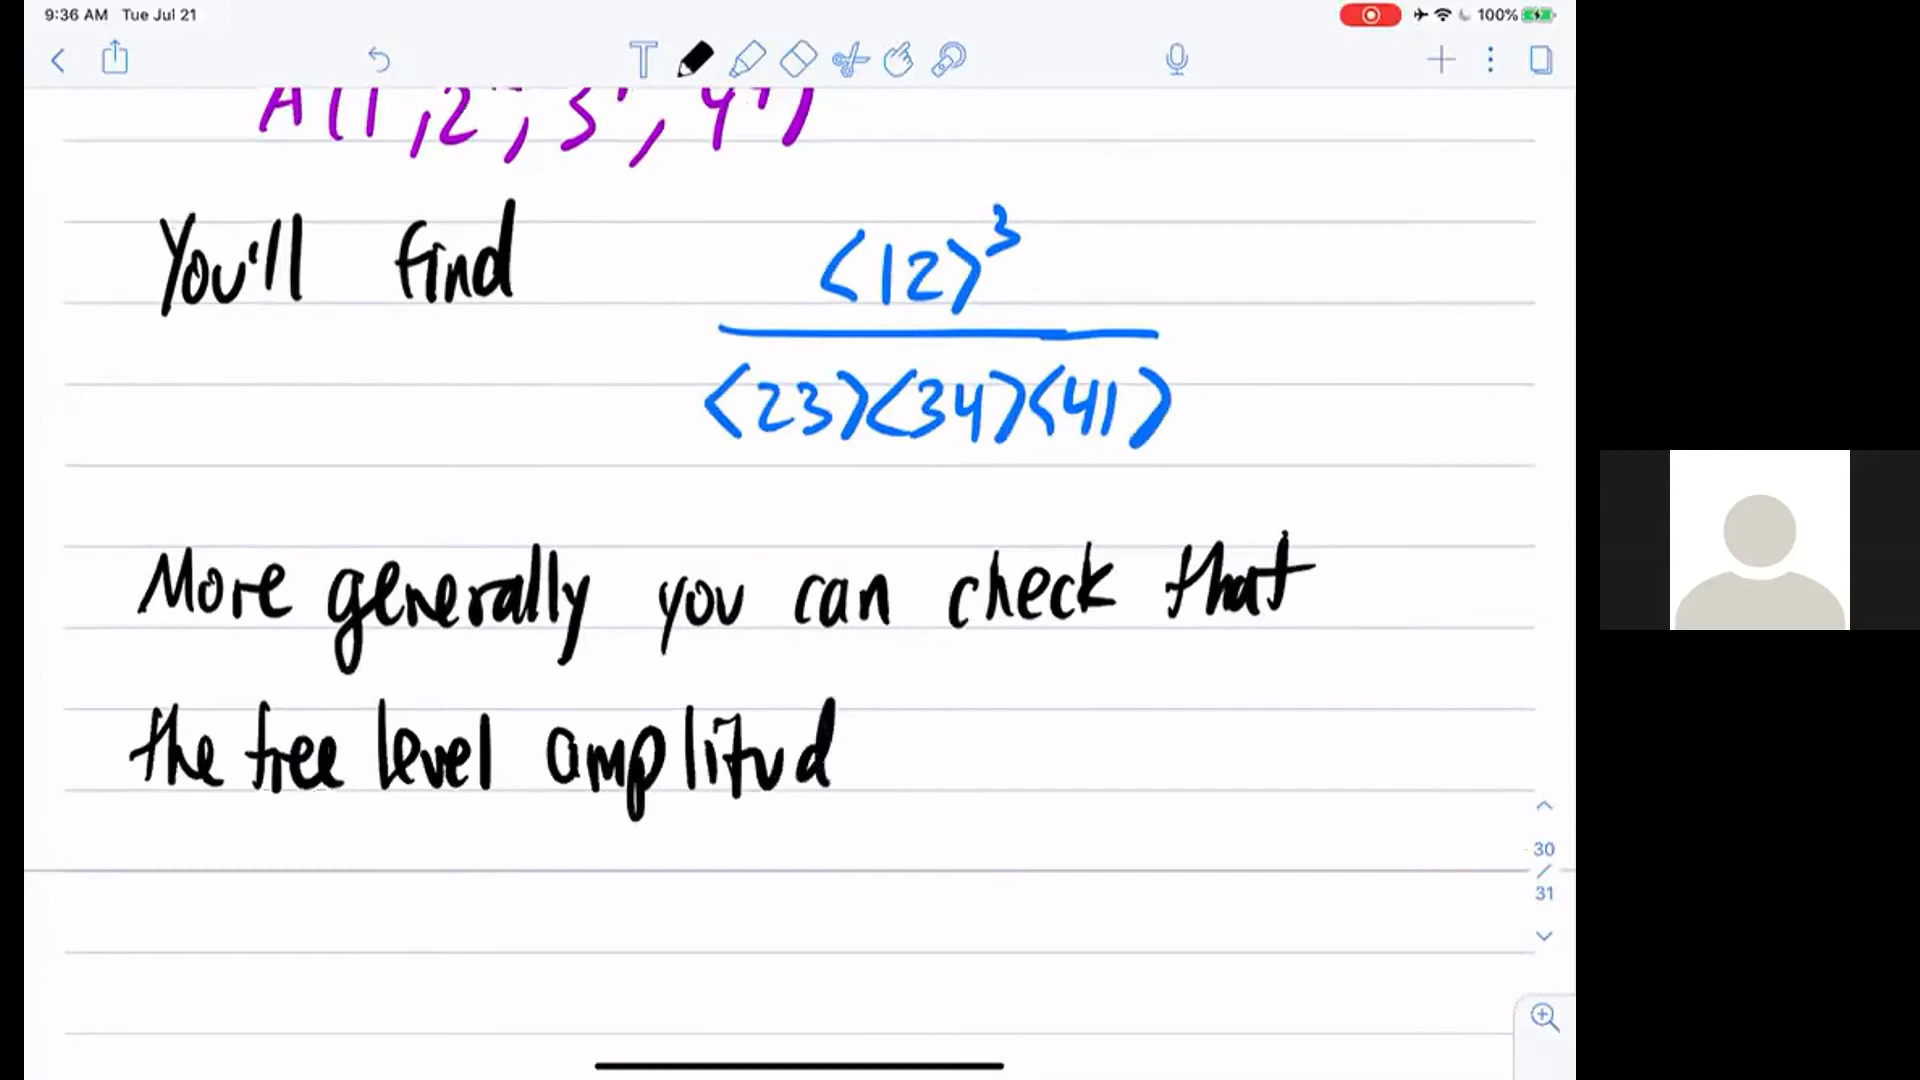 9:36 AM Tue Jul 21
100%
A(1 , 2 , 3 , 4 )
You'll find
⟨12⟩³
⟨23⟩⟨34⟩⟨41⟩
More generally you can check that
the tree level amplitud
30
/
31